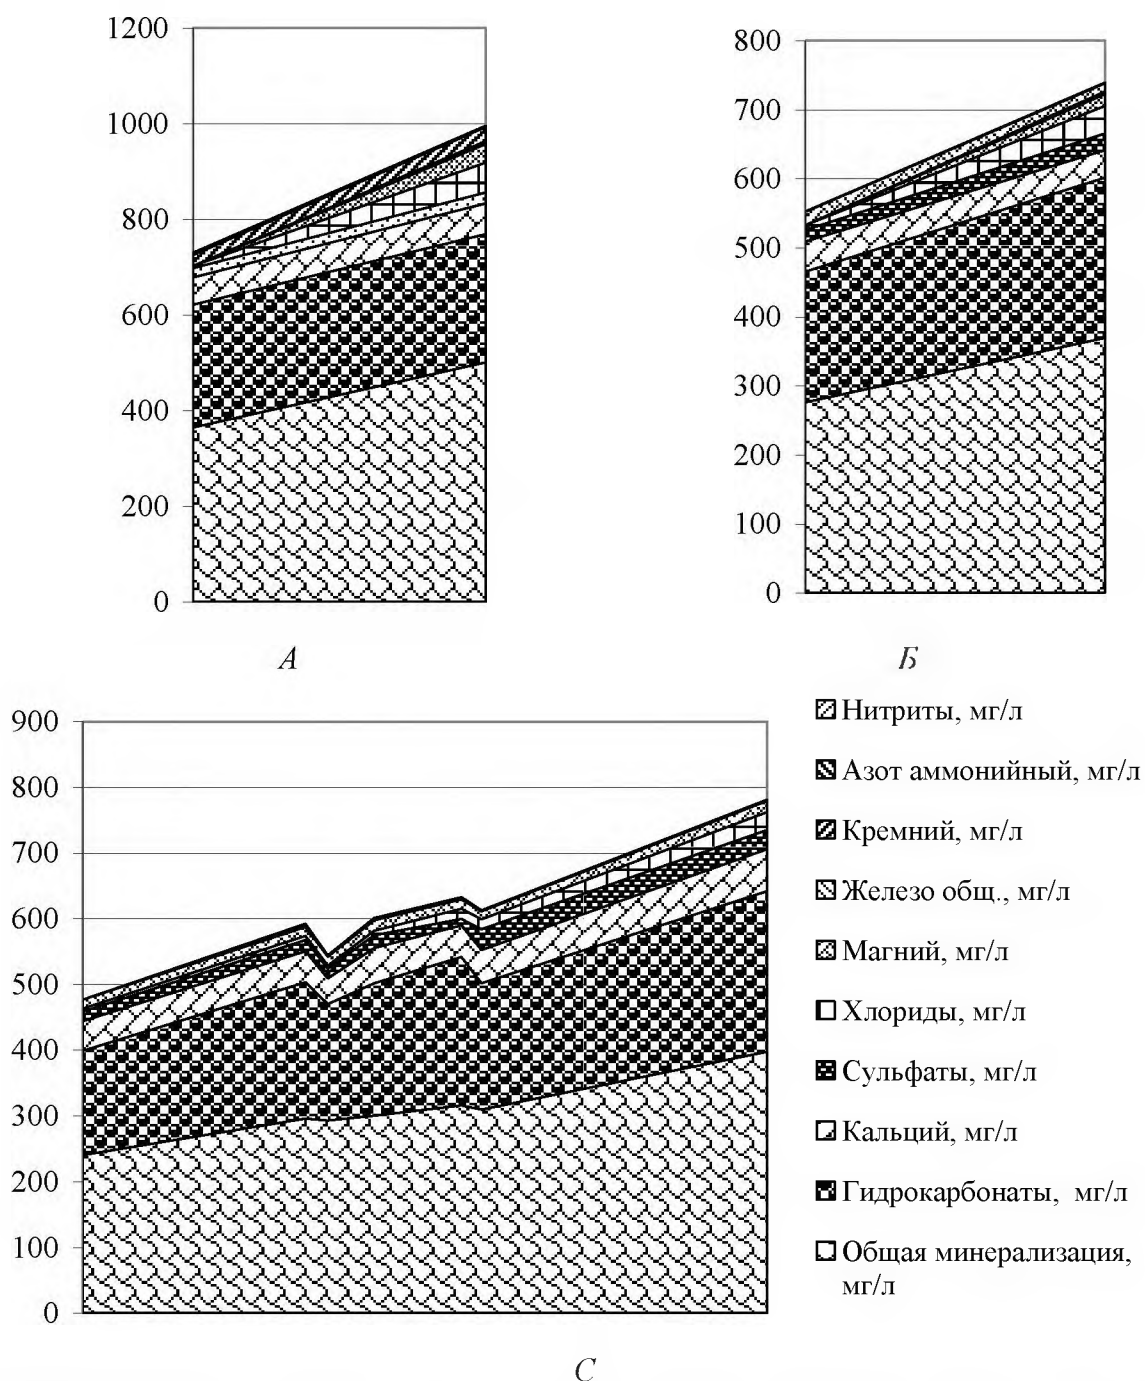 1200
1000
800
600
400
200
0
А
800
700
600
500
400
300
200
100
0
Б
900
800
700
600
500
400
300
200
100
0
С
Нитриты, мг/л
Азот аммонийный, мг/л
Кремний, мг/л
Железо общ., мг/л
Магний, мг/л
Хлориды, мг/л
Сульфаты, мг/л
Кальций, мг/л
Гидрокарбонаты, мг/л
Общая минерализация,
мг/л